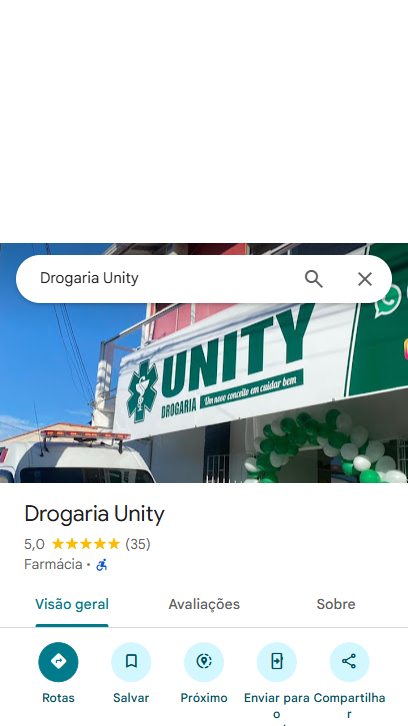 Drogaria Unity
UNITY
DROGARIA
Um novo conceito em cuidar bem
Drogaria Unity
5,0 (35)
Farmácia ·
Visão geral
Avaliações
Sobre
Rotas
Salvar
Próximo
Enviar para
o
Compartilha
r